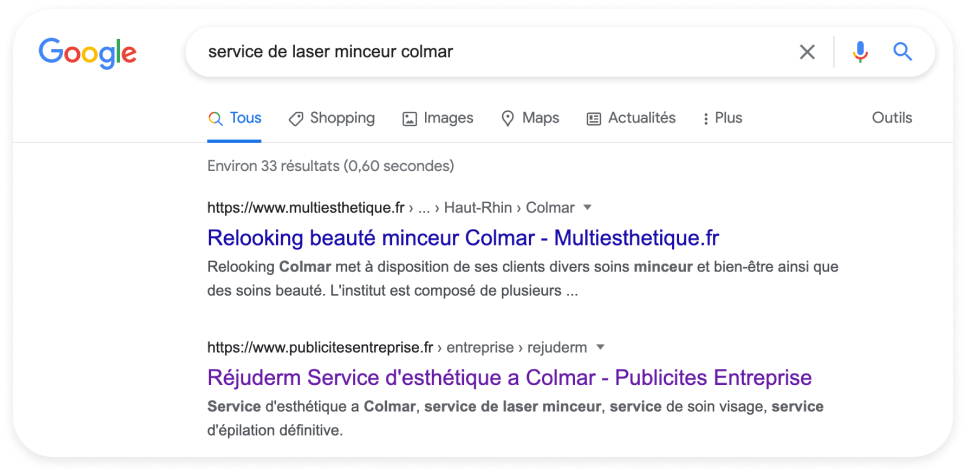 Google
service de laser minceur colmar
Tous Shopping Images Maps Actualités Plus Outils
Environ 33 résultats (0,60 secondes)
https://www.multiesthetique.fr › ... › Haut-Rhin › Colmar
Relooking beauté minceur Colmar - Multiesthetique.fr
Relooking Colmar met à disposition de ses clients divers soins minceur et bien-être ainsi que
des soins beauté. L'institut est composé de plusieurs ...
https://www.publicitesentreprise.fr › entreprise › rejuderm
Réjuderm Service d'esthétique a Colmar - Publicites Entreprise
Service d'esthétique a Colmar, service de laser minceur, service de soin visage, service
d'épilation définitive.